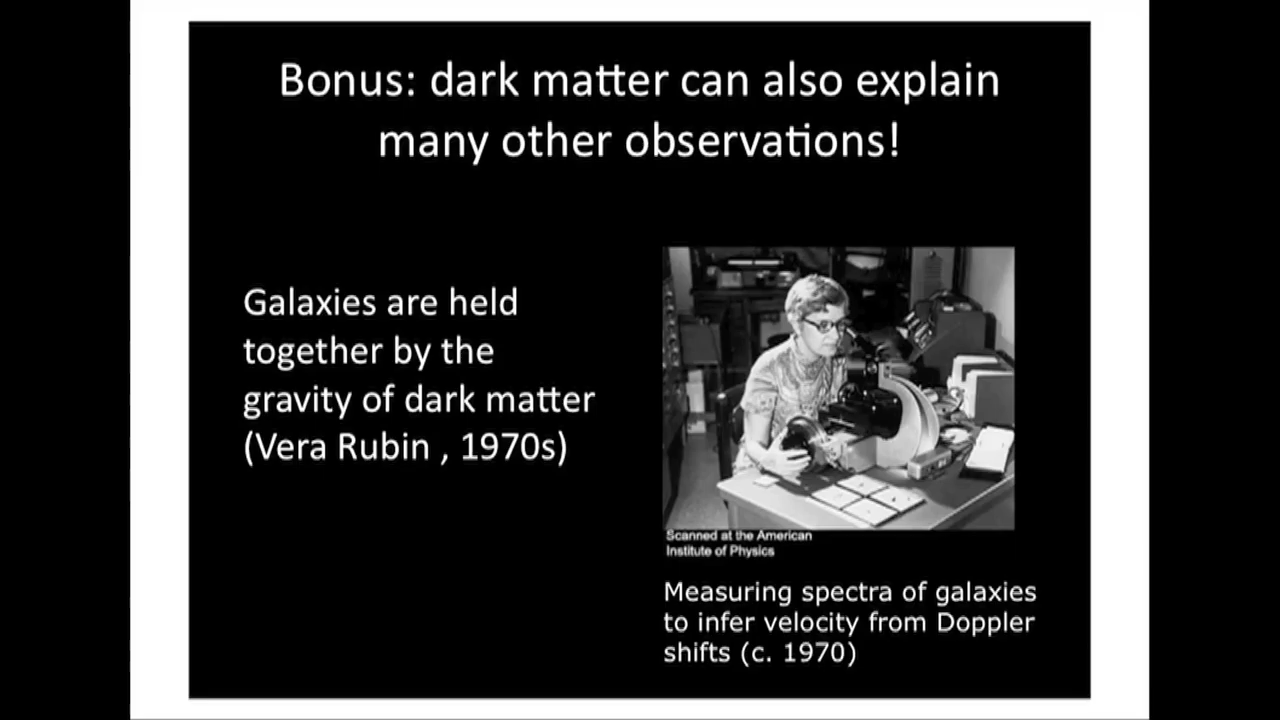 Bonus: dark matter can also explain
many other observations!
Galaxies are held
together by the
gravity of dark matter
(Vera Rubin , 1970s)
Scanned at the American
Institute of Physics
Measuring spectra of galaxies
to infer velocity from Doppler
shifts (c. 1970)